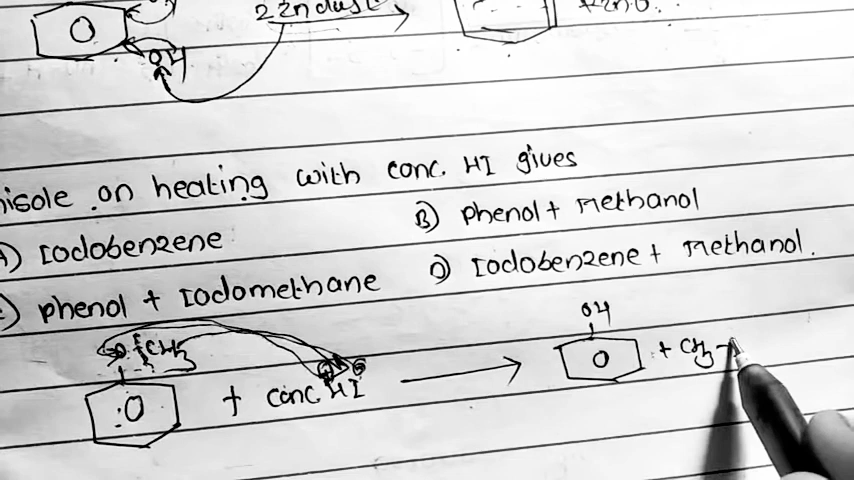 2 Zn dust
+ ZnO.
OH
nisole on heating with conc. HI gives
A) Iodobenzene B) phenol + Methanol
C) phenol + Iodomethane D) Iodobenzene + Methanol.
OH
O CH3
O + conc HI O + CH3 -